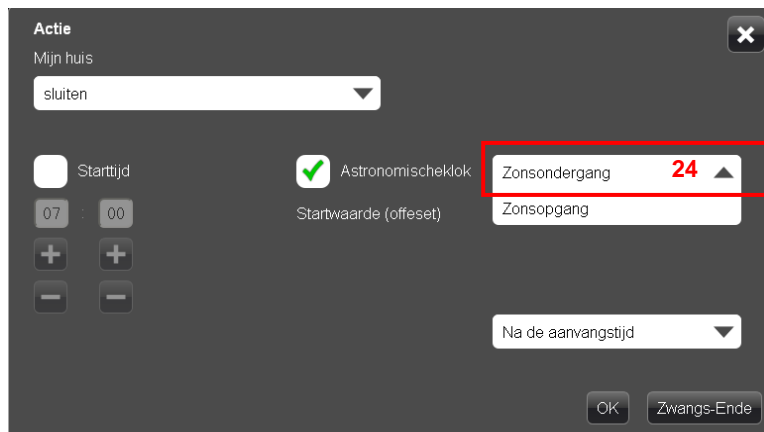 Actie
Mijn huis
sluiten
Starttijd
Astronomischeklok
Zonsondergang
24
07 : 00
Startwaarde (offeset)
Zonsopgang
Na de aanvangstijd
OK
Zwangs-Ende